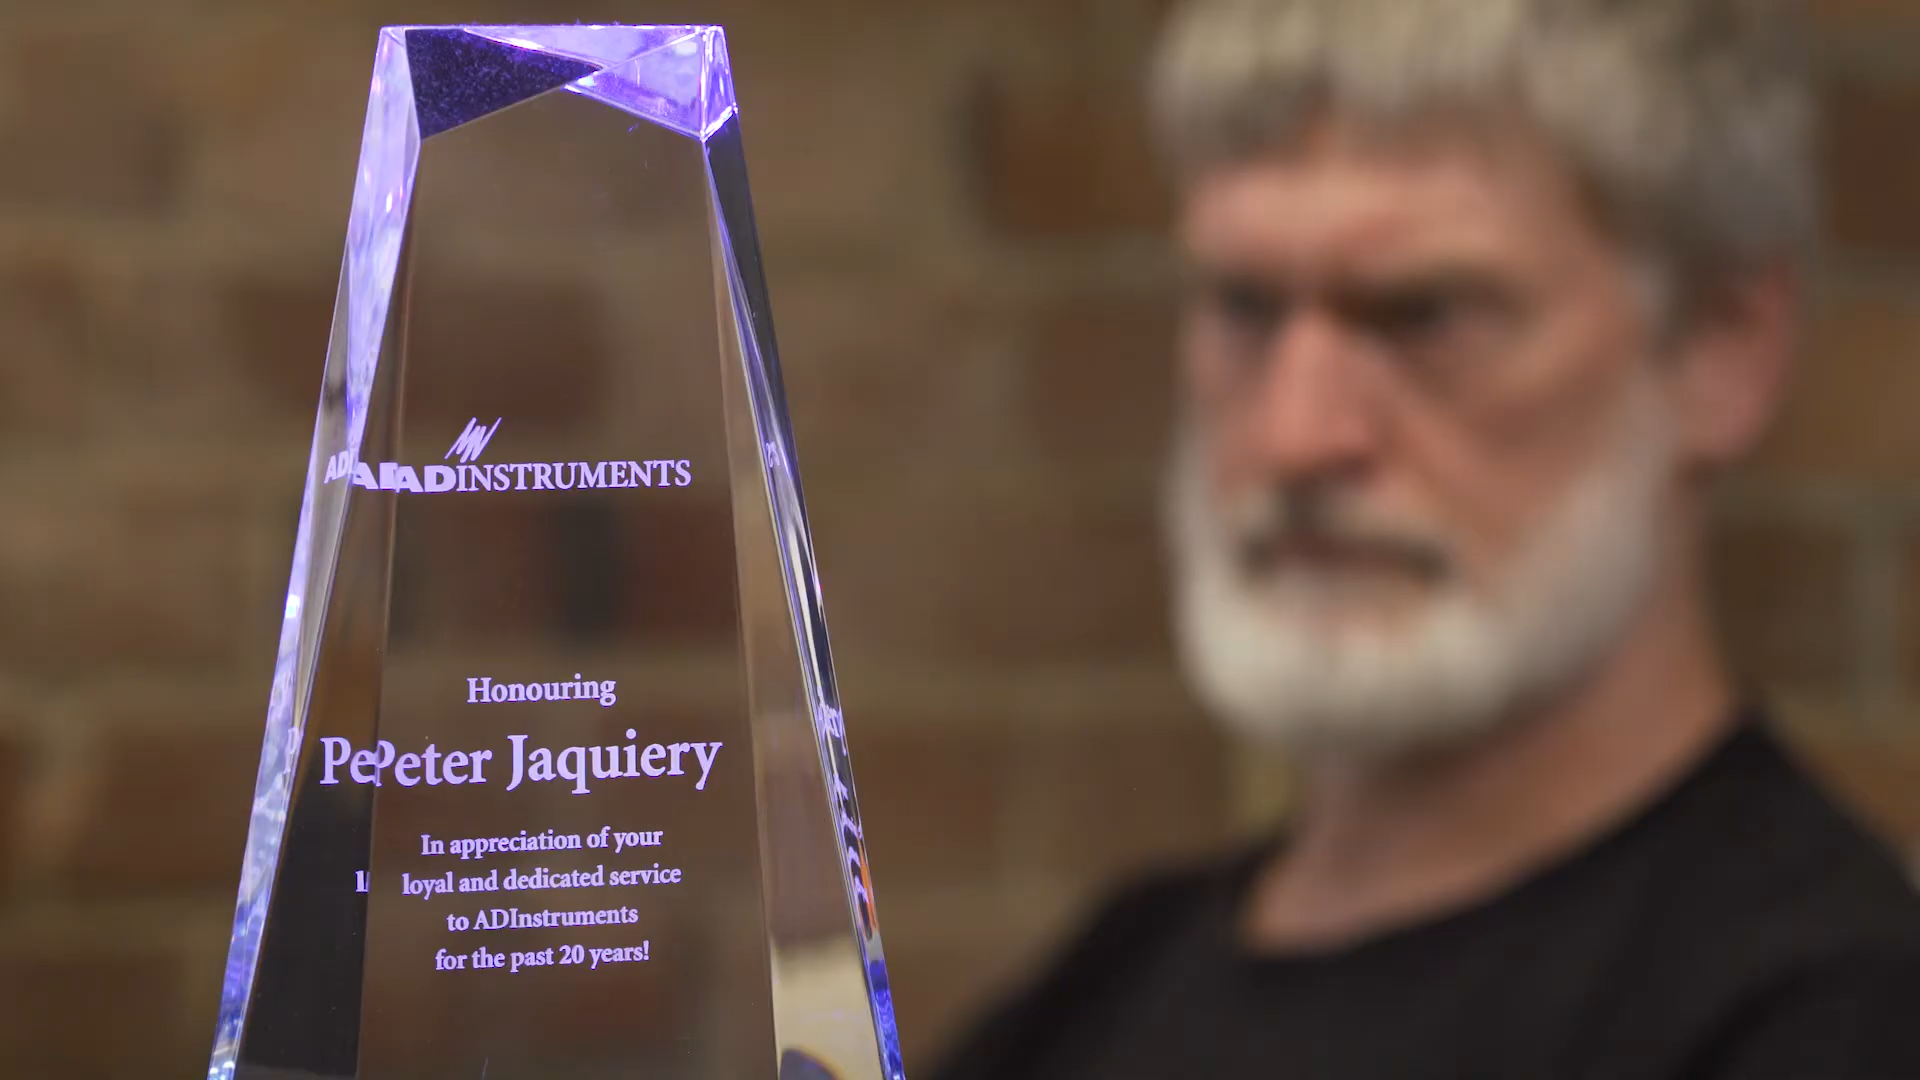 ADINSTRUMENTS
Honouring
Peter Jaquiery
In appreciation of your
loyal and dedicated service
to ADInstruments
for the past 20 years!